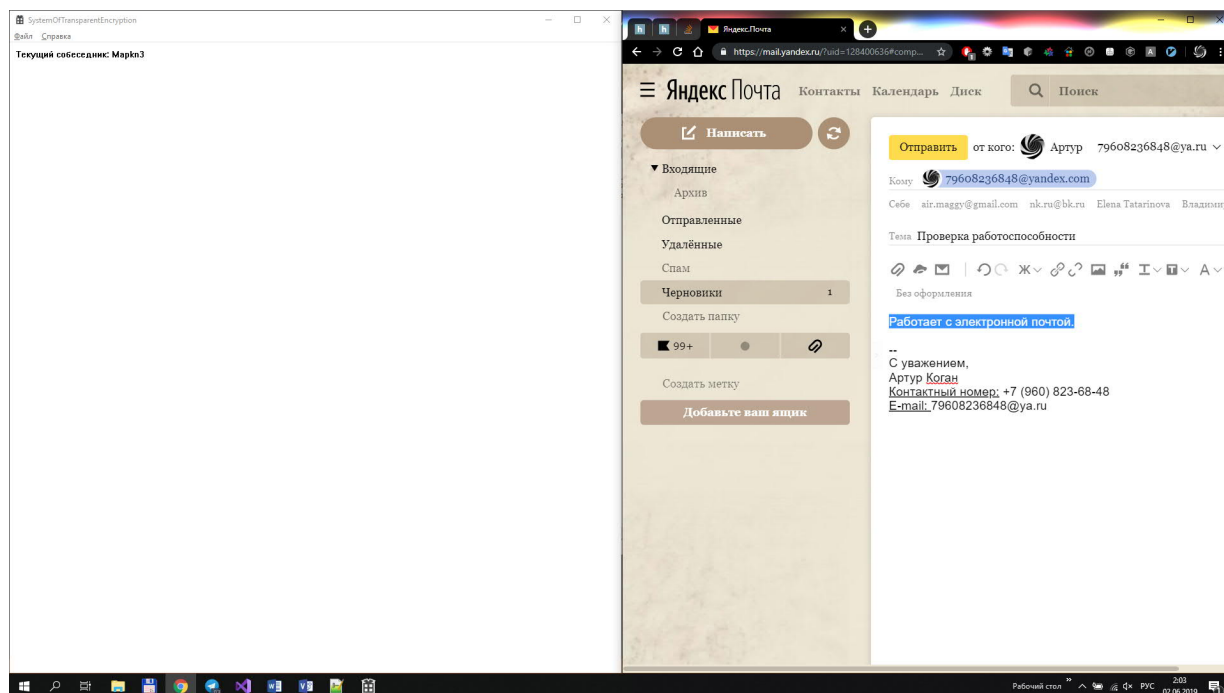 SystemOfTransparentEncryption
Файл Справка
Текущий собеседник: Mapkn3
Яндекс.Почта
https://mail.yandex.ru/?uid=128400636#comp...
Яндекс Почта Контакты Календарь Диск Поиск
Написать
Входящие
Архив
Отправленные
Удалённые
Спам
Черновики 1
Создать папку
99+
Создать метку
Добавьте ваш ящик
Отправить от кого: Артур 79608236848@ya.ru
Кому 79608236848@yandex.com
Себе air.maggy@gmail.com nk.ru@bk.ru Elena Tatarinova Владими
Тема Проверка работоспособности
Без оформления
Работает с электронной почтой.
--
С уважением,
Артур Коган
Контактный номер: +7 (960) 823-68-48
E-mail: 79608236848@ya.ru
Рабочий стол РУС 2:03
02.06.2019